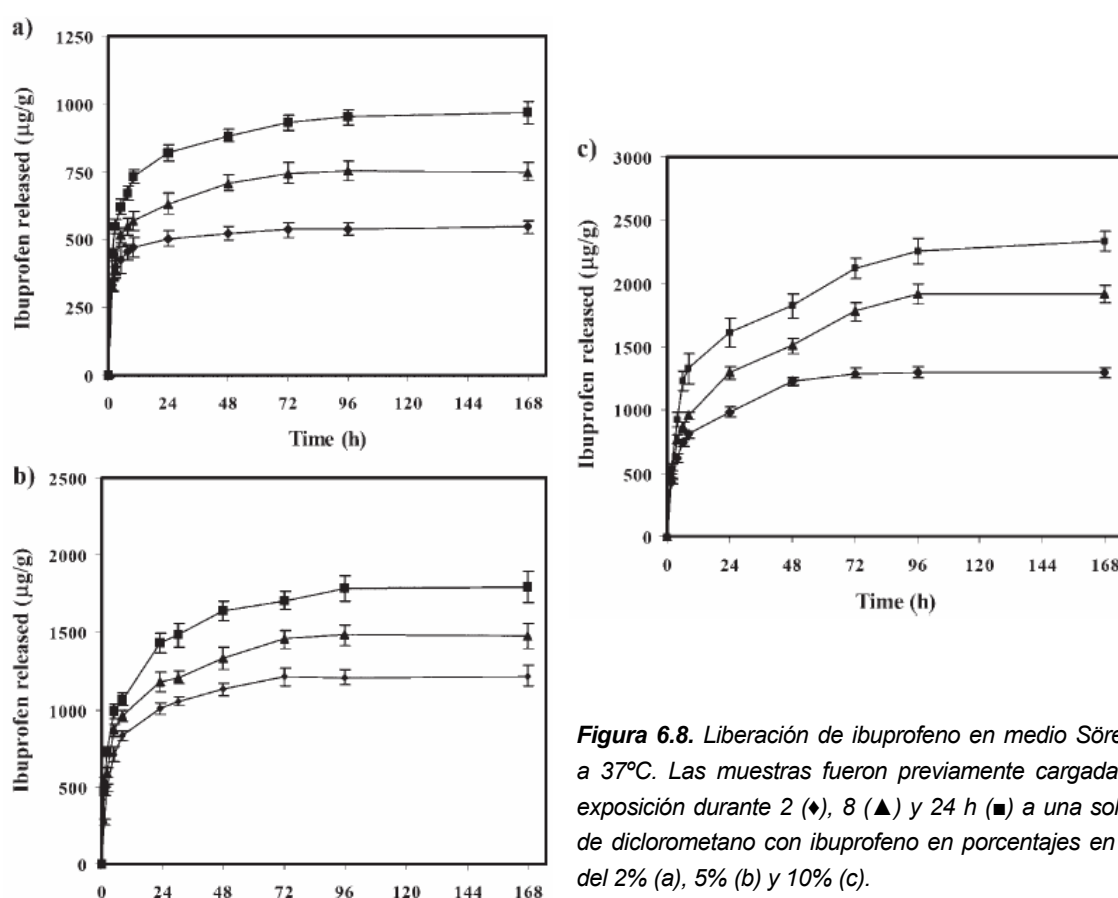 a)
1250
1000
750
500
250
0
Ibuprofen released (µg/g)
0 24 48 72 96 120 144 168
Time (h)
b)
2500
2000
1500
1000
500
0
Ibuprofen released (µg/g)
0 24 48 72 96 120 144 168
c)
3000
2500
2000
1500
1000
500
0
Ibuprofen released (µg/g)
0 24 48 72 96 120 144 168
Time (h)
Figura 6.8. Liberación de ibuprofeno en medio Söre
a 37ºC. Las muestras fueron previamente cargada
exposición durante 2 (♦), 8 (▲) y 24 h (■) a una sol
de diclorometano con ibuprofeno en porcentajes en
del 2% (a), 5% (b) y 10% (c).